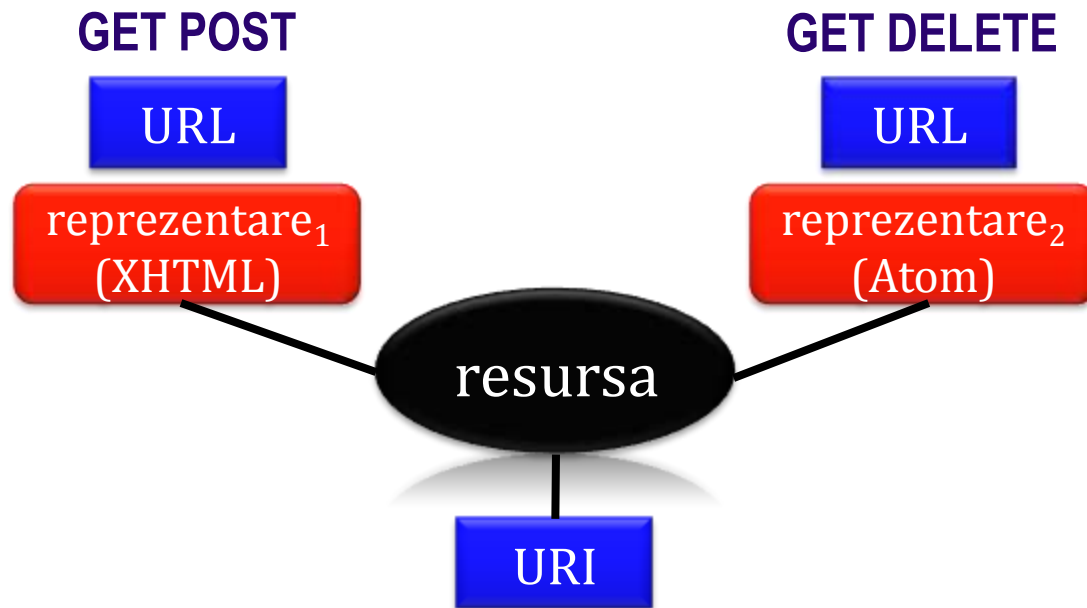 GET POST
URL
reprezentare₁
(XHTML)
GET DELETE
URL
reprezentare₂
(Atom)
resursa
URI